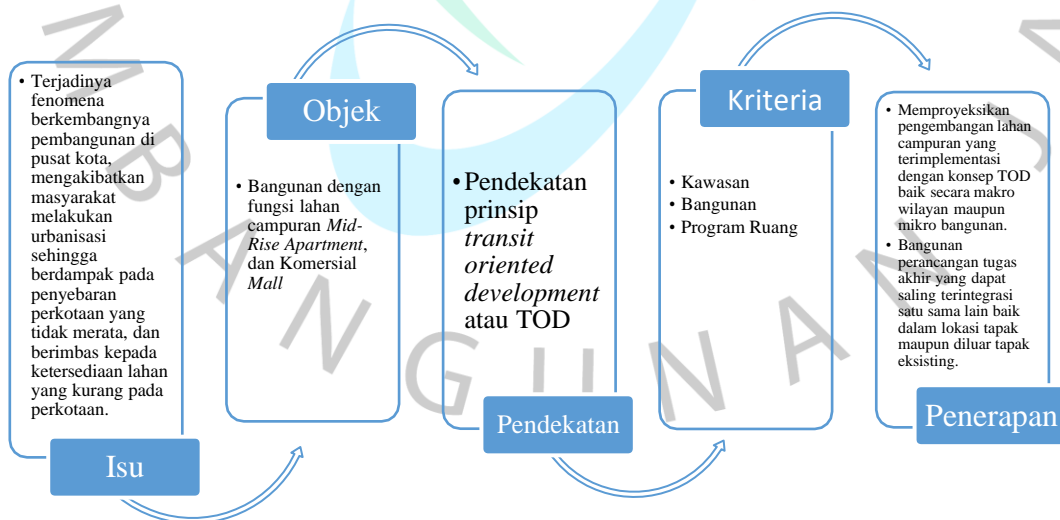 • Terjadinya
fenomena
berkembangnya
pembangunan di
pusat kota,
mengakibatkan
masyarakat
melakukan
urbanisasi
sehingga
berdampak pada
penyebaran
perkotaan yang
tidak merata, dan
berimbas kepada
ketersediaan lahan
yang kurang pada
perkotaan.
Isu
Objek
• Bangunan dengan
fungsi lahan
campuran Mid-
Rise Apartment,
dan Komersial
Mall
• Pendekatan
prinsip
transit
oriented
development
atau TOD
Pendekatan
Kriteria
• Kawasan
• Bangunan
• Program Ruang
• Memproyeksikan
pengembangan lahan
campuran yang
terimplementasi
dengan konsep TOD
baik secara makro
wilayan maupun
mikro bangunan.
• Bangunan
perancangan tugas
akhir yang dapat
saling terintegrasi
satu sama lain baik
dalam lokasi tapak
maupun diluar tapak
eksisting.
Penerapan
MBANGUNAN J